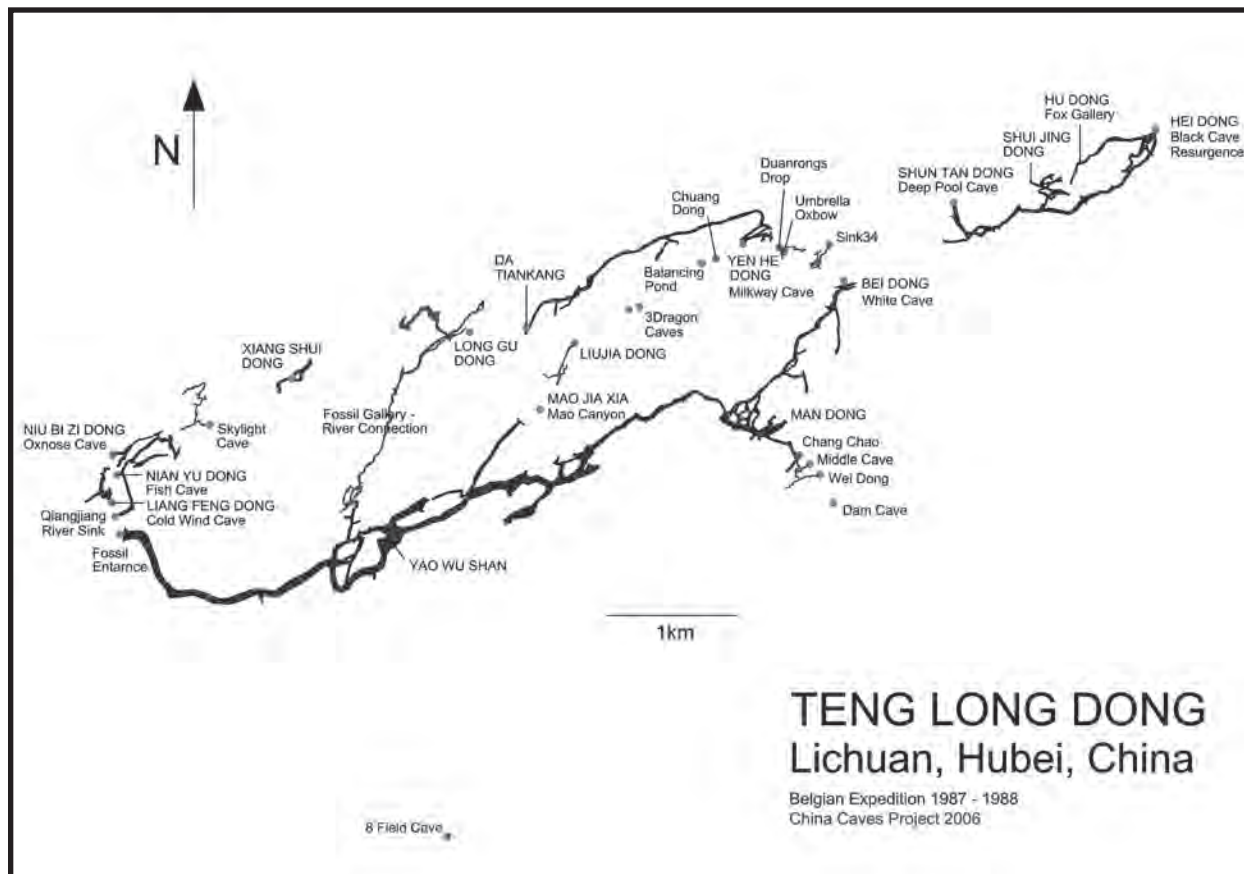 N
HU DONG
Fox Gallery
HEI DONG
Black Cave
Resurgence
SHUI JING
DONG
SHUN TAN DONG
Deep Pool Cave
Duanrongs
Drop
Umbrella
Oxbow
Chuang
Dong
Sink34
DA
TIANKANG
Balancing
Pond
YEN HE
DONG
Milkway Cave
BEI DONG
White Cave
3Dragon
Caves
LONG GU
DONG
LIUJIA DONG
XIANG SHUI
DONG
MAO JIA XIA
Mao Canyon
Fossil Gallery -
River Connection
MAN DONG
NIU BI ZI DONG
Oxnose Cave
Skylight
Cave
Chang Chao
Middle Cave
Wei Dong
NIAN YU DONG
Fish Cave
LIANG FENG DONG
Cold Wind Cave
Dam Cave
Qiangjiang
River Sink
Fossil
Entarnce
YAO WU SHAN
1km
TENG LONG DONG
Lichuan, Hubei, China
Belgian Expedition 1987 - 1988
China Caves Project 2006
8 Field Cave